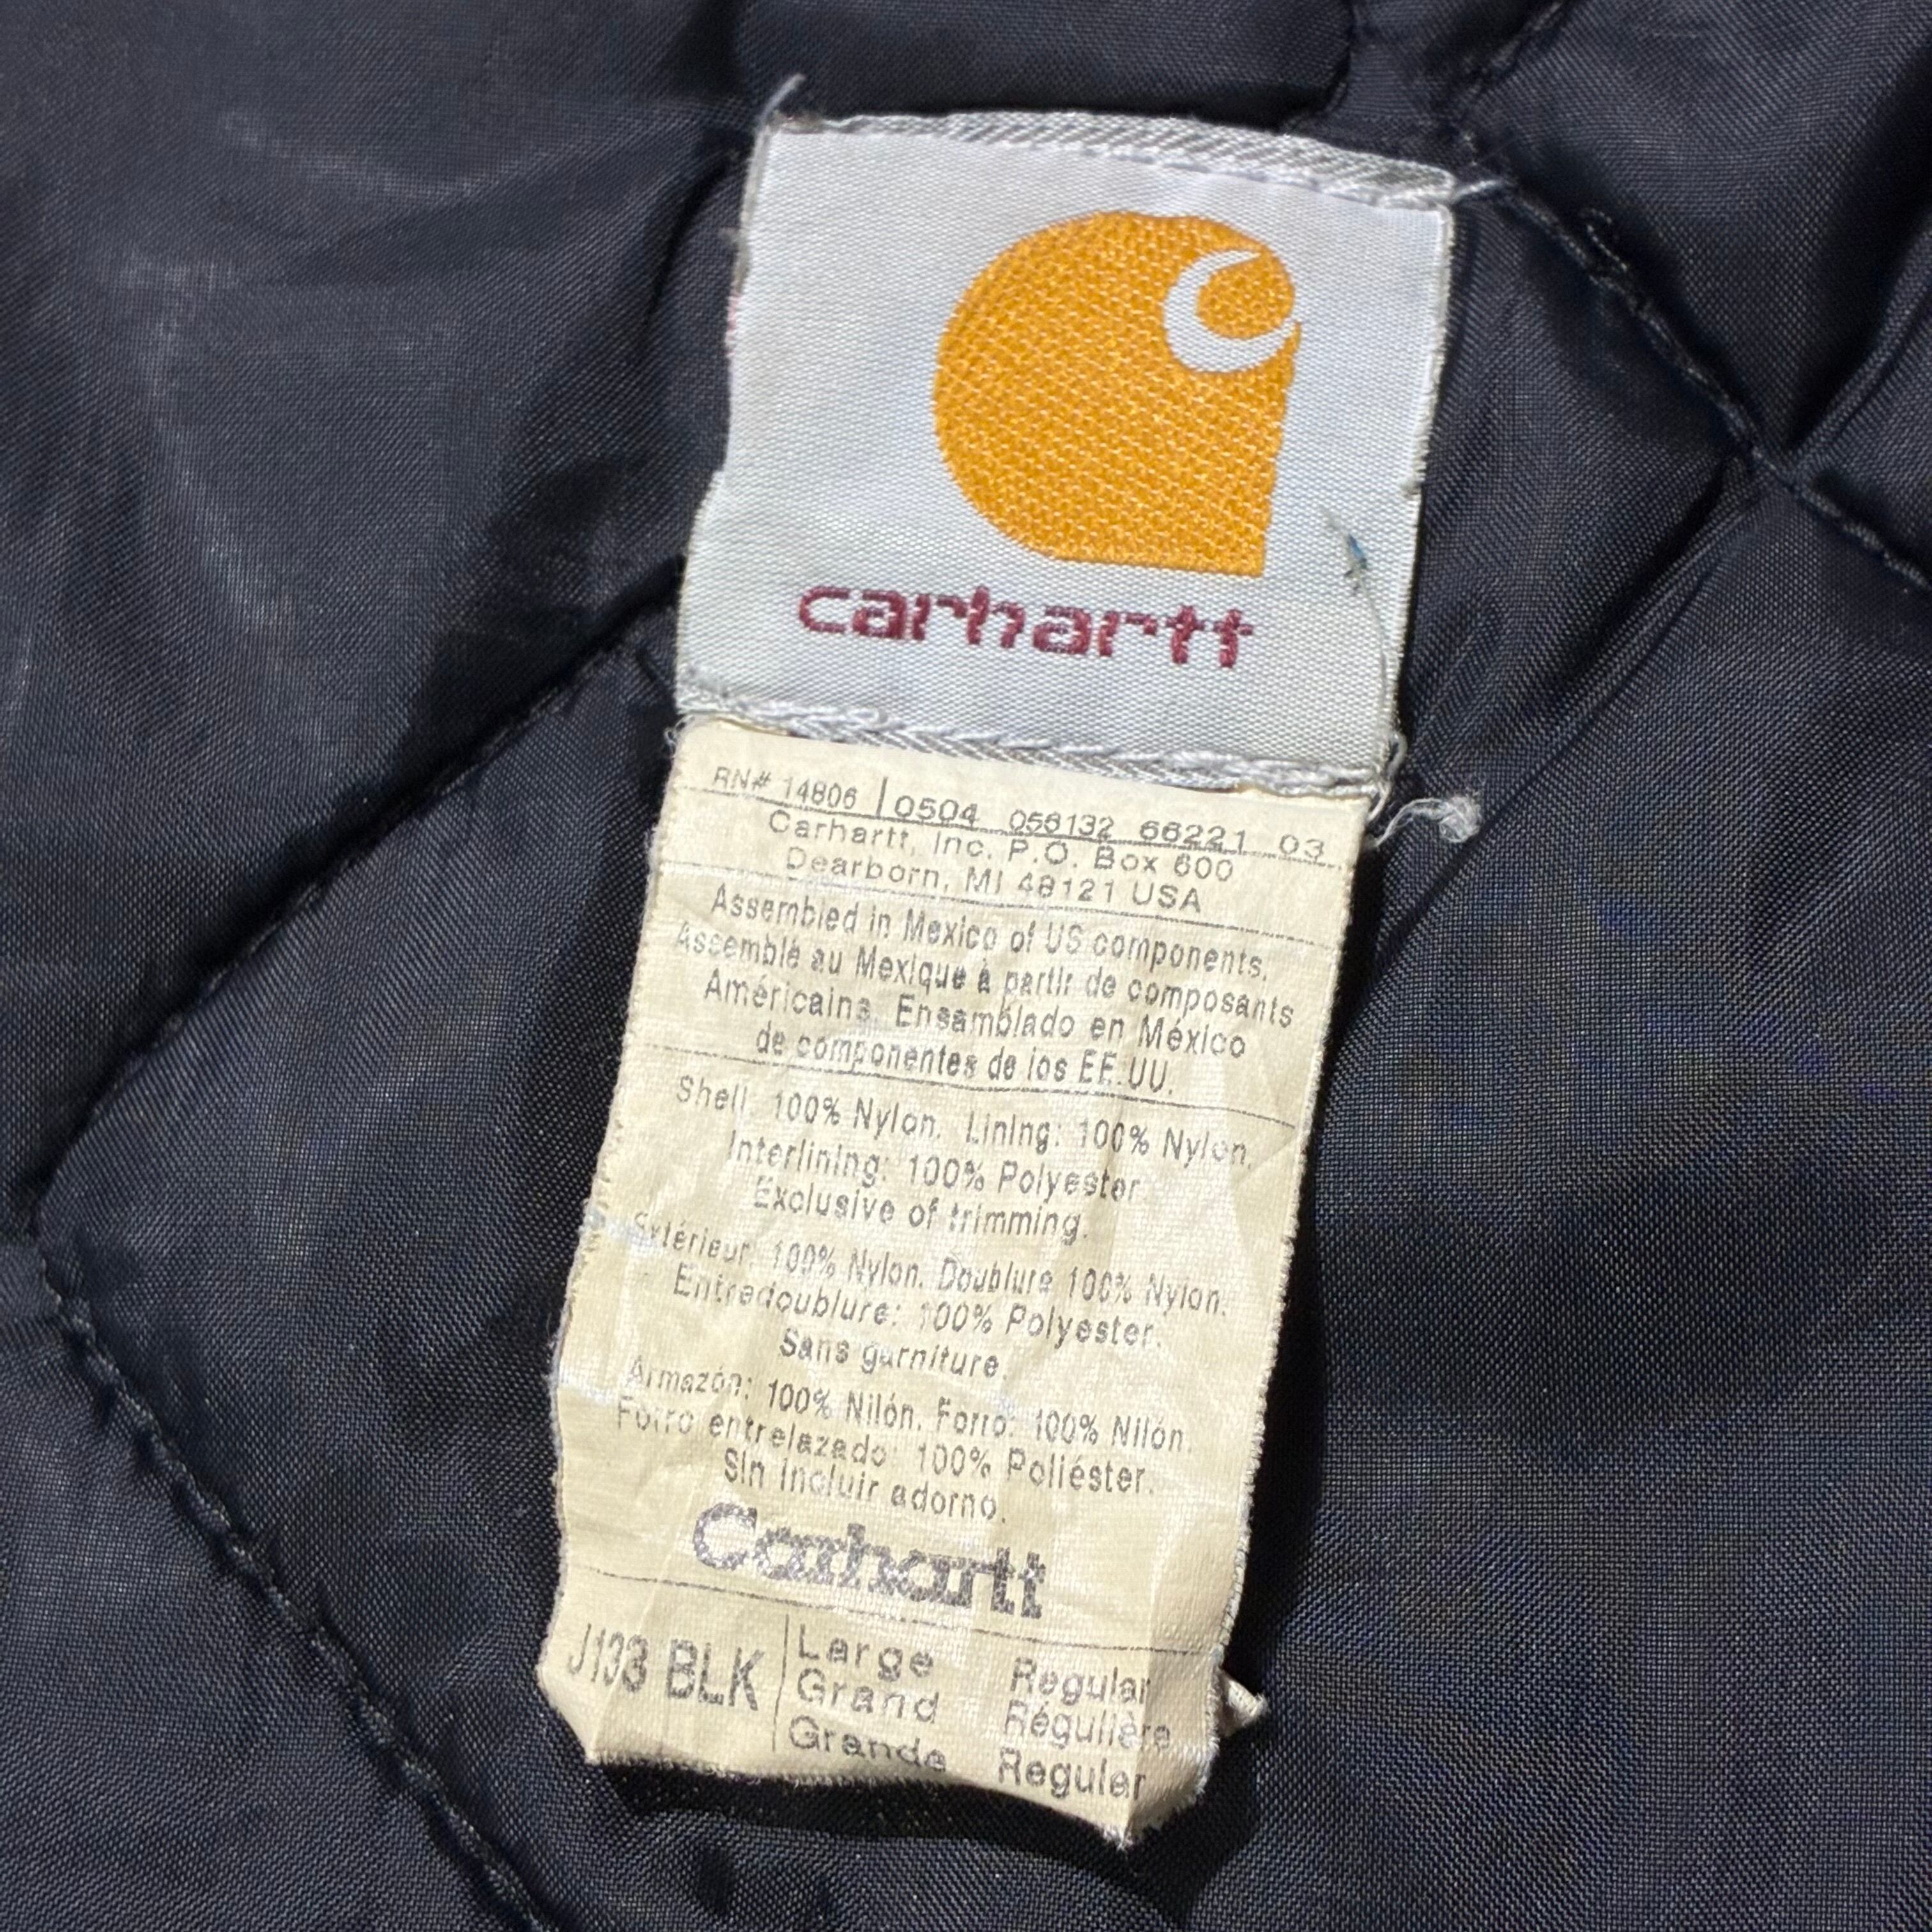 carhartt
RN# 14806 | 0504 056132 66221 03
Carhartt, Inc. P.O. Box 600
Dearborn, MI 48121 USA
Assembled in Mexico of US components.
Assemblé au Mexique à partir de composants
Américains. Ensamblado en México
de componentes de los EE.UU.
Shell: 100% Nylon. Lining: 100% Nylon.
Interlining: 100% Polyester.
Exclusive of trimming.
Extérieur: 100% Nylon. Doublure 100% Nylon.
Entredoublure: 100% Polyester.
Sans garniture.
Armazón: 100% Nilón. Forro: 100% Nilón.
Forro entrelazado: 100% Poliéster.
Sin incluir adorno.
Carhartt
J133 BLK | Large Regular
Grand Régulière
Grande Regular